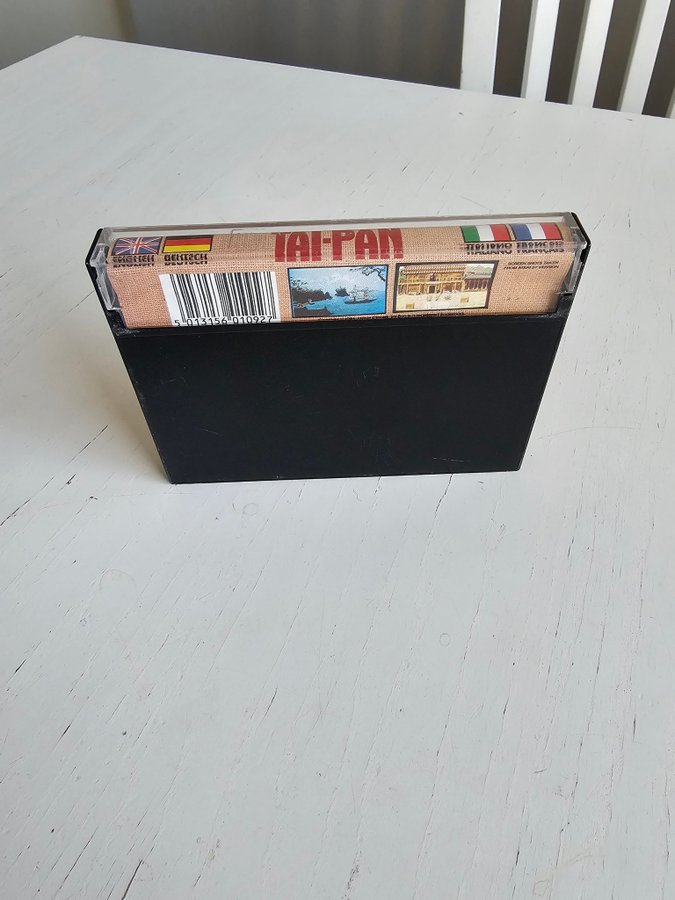 TAI-PAN
ENGLISH DEUTSCH
ITALIANO FRANÇAIS
5 013156 010927